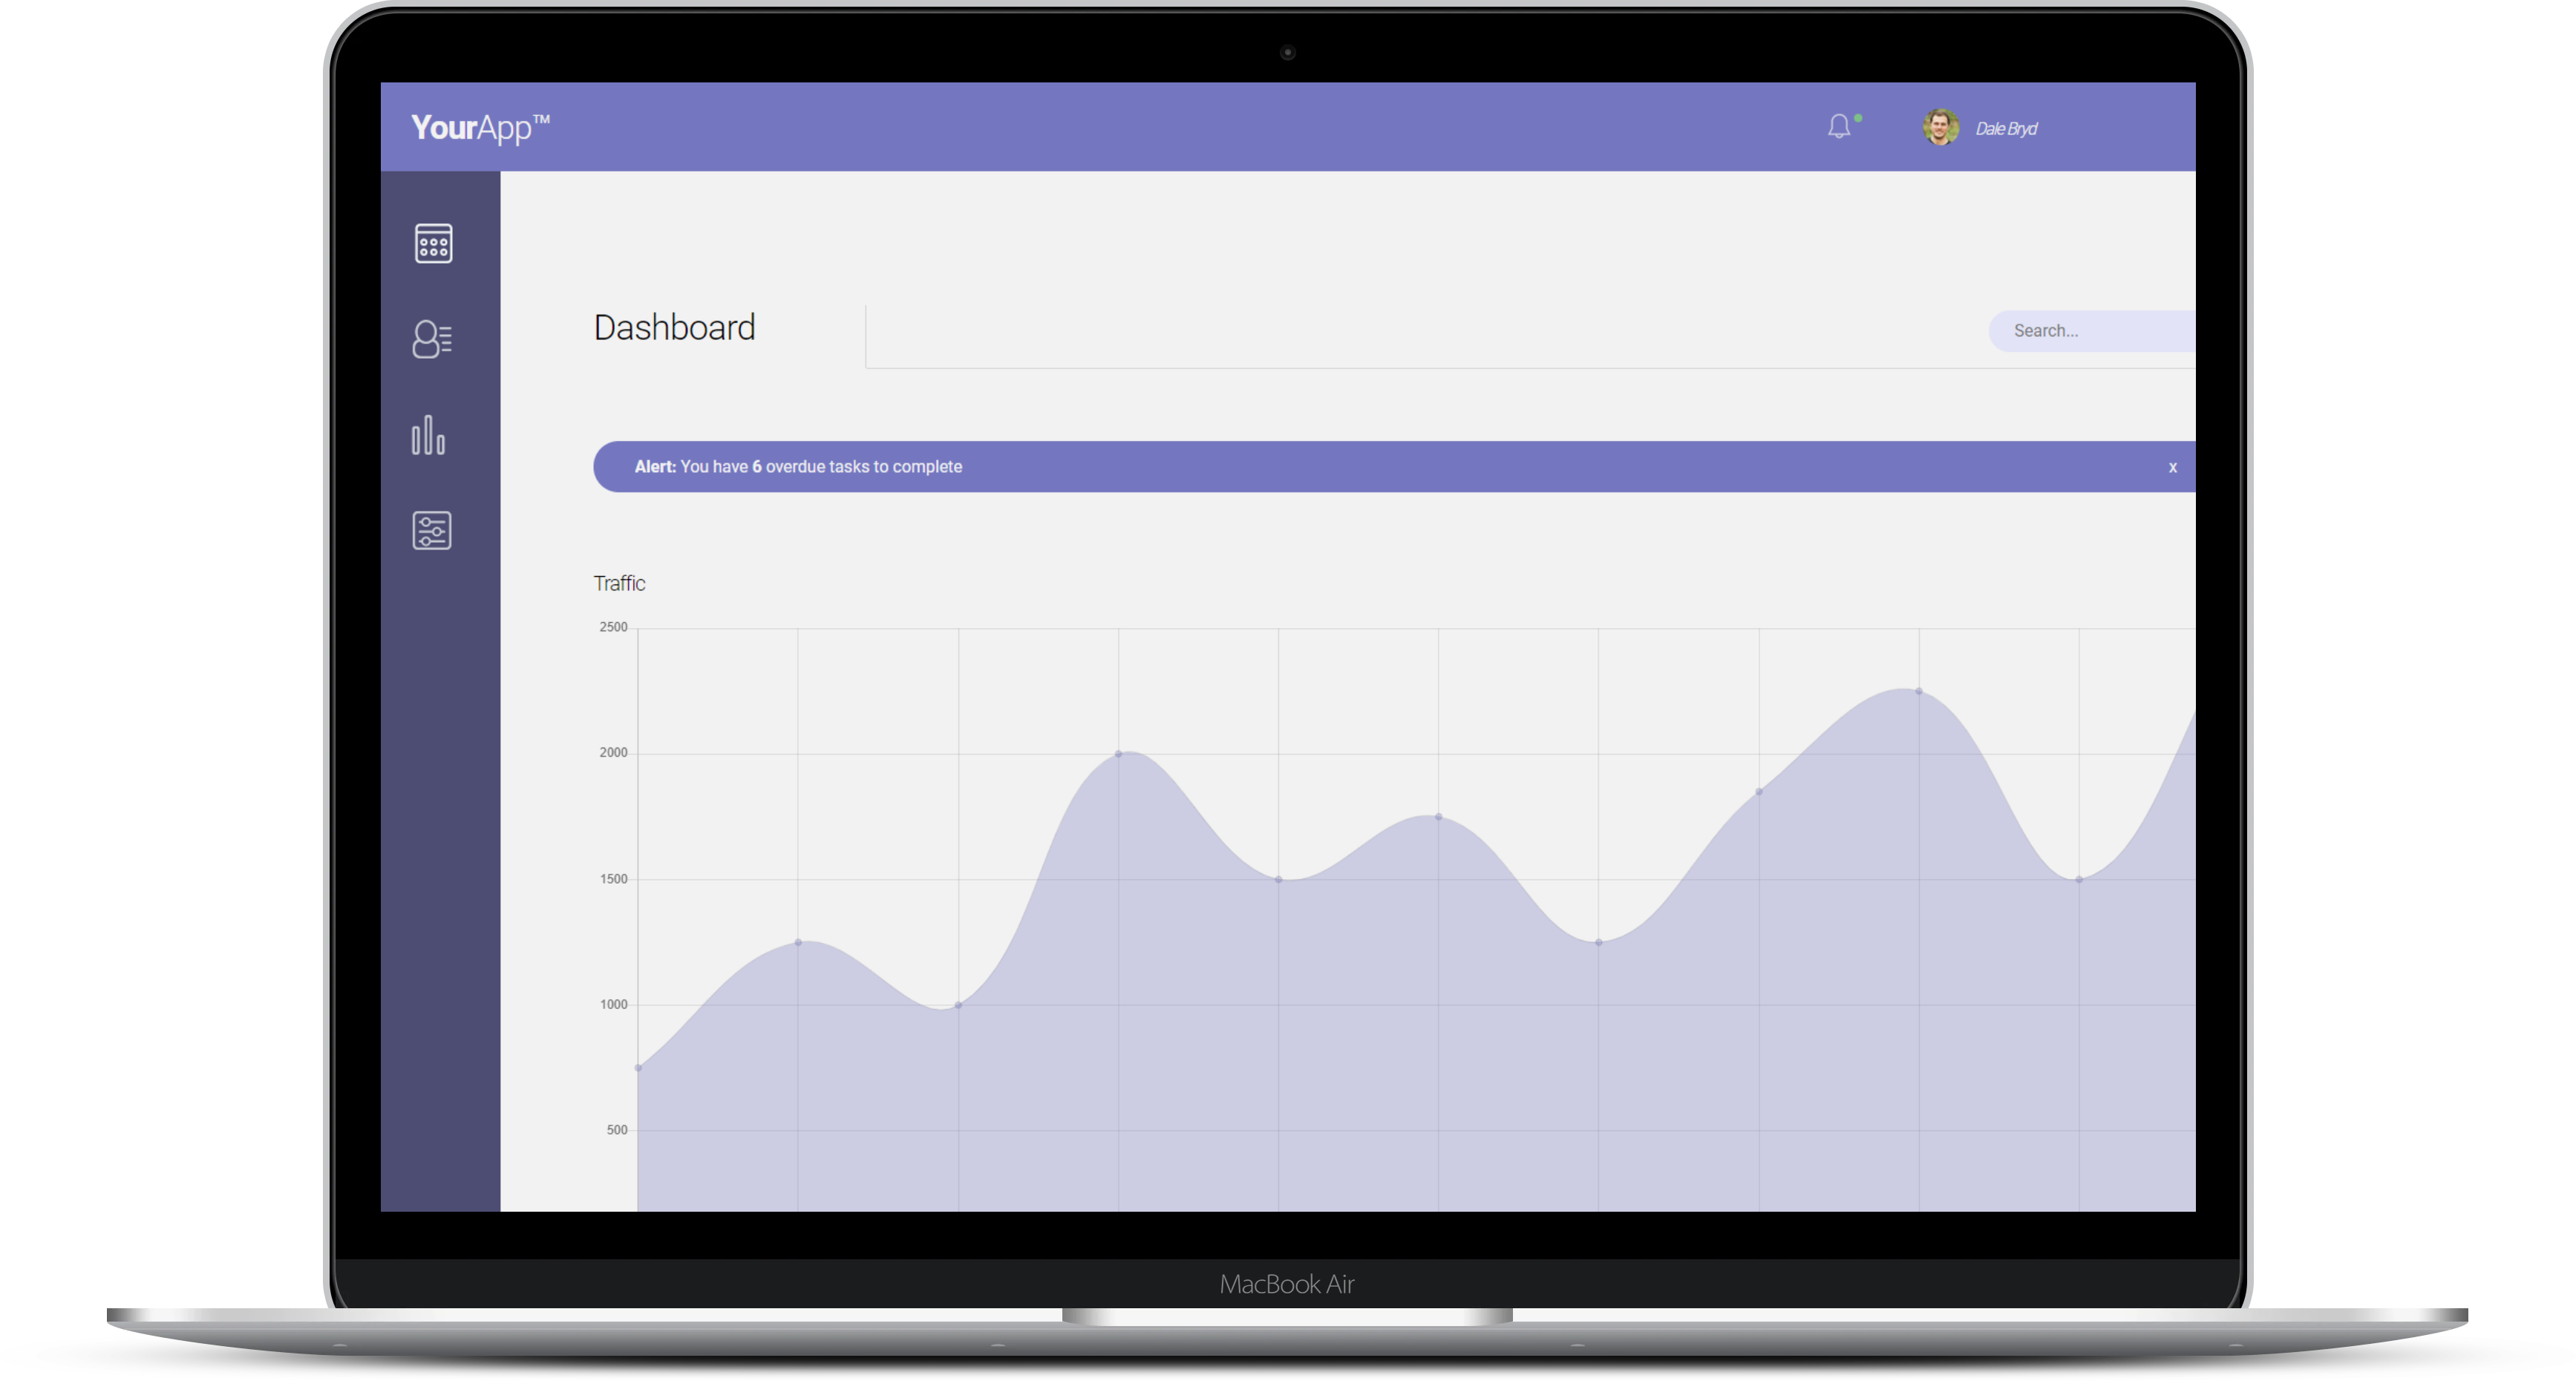 YourApp™
Dale Bryd
Dashboard
Search...
Alert: You have 6 overdue tasks to complete
x
Traffic
2500
2000
1500
1000
500
MacBook Air